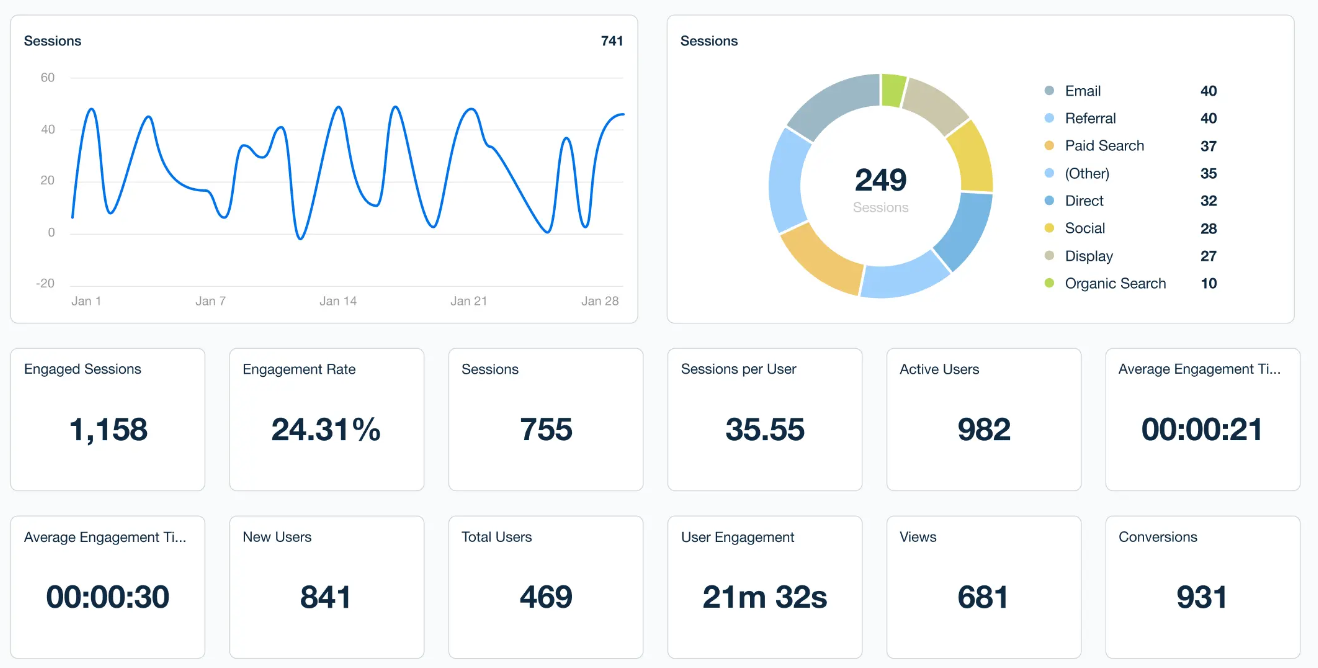 Sessions 741
60
40
20
0
-20
Jan 1 Jan 7 Jan 14 Jan 21 Jan 28
Sessions
249
Sessions
Email 40
Referral 40
Paid Search 37
(Other) 35
Direct 32
Social 28
Display 27
Organic Search 10
Engaged Sessions
1,158
Engagement Rate
24.31%
Sessions
755
Sessions per User
35.55
Active Users
982
Average Engagement Ti...
00:00:21
Average Engagement Ti...
00:00:30
New Users
841
Total Users
469
User Engagement
21m 32s
Views
681
Conversions
931